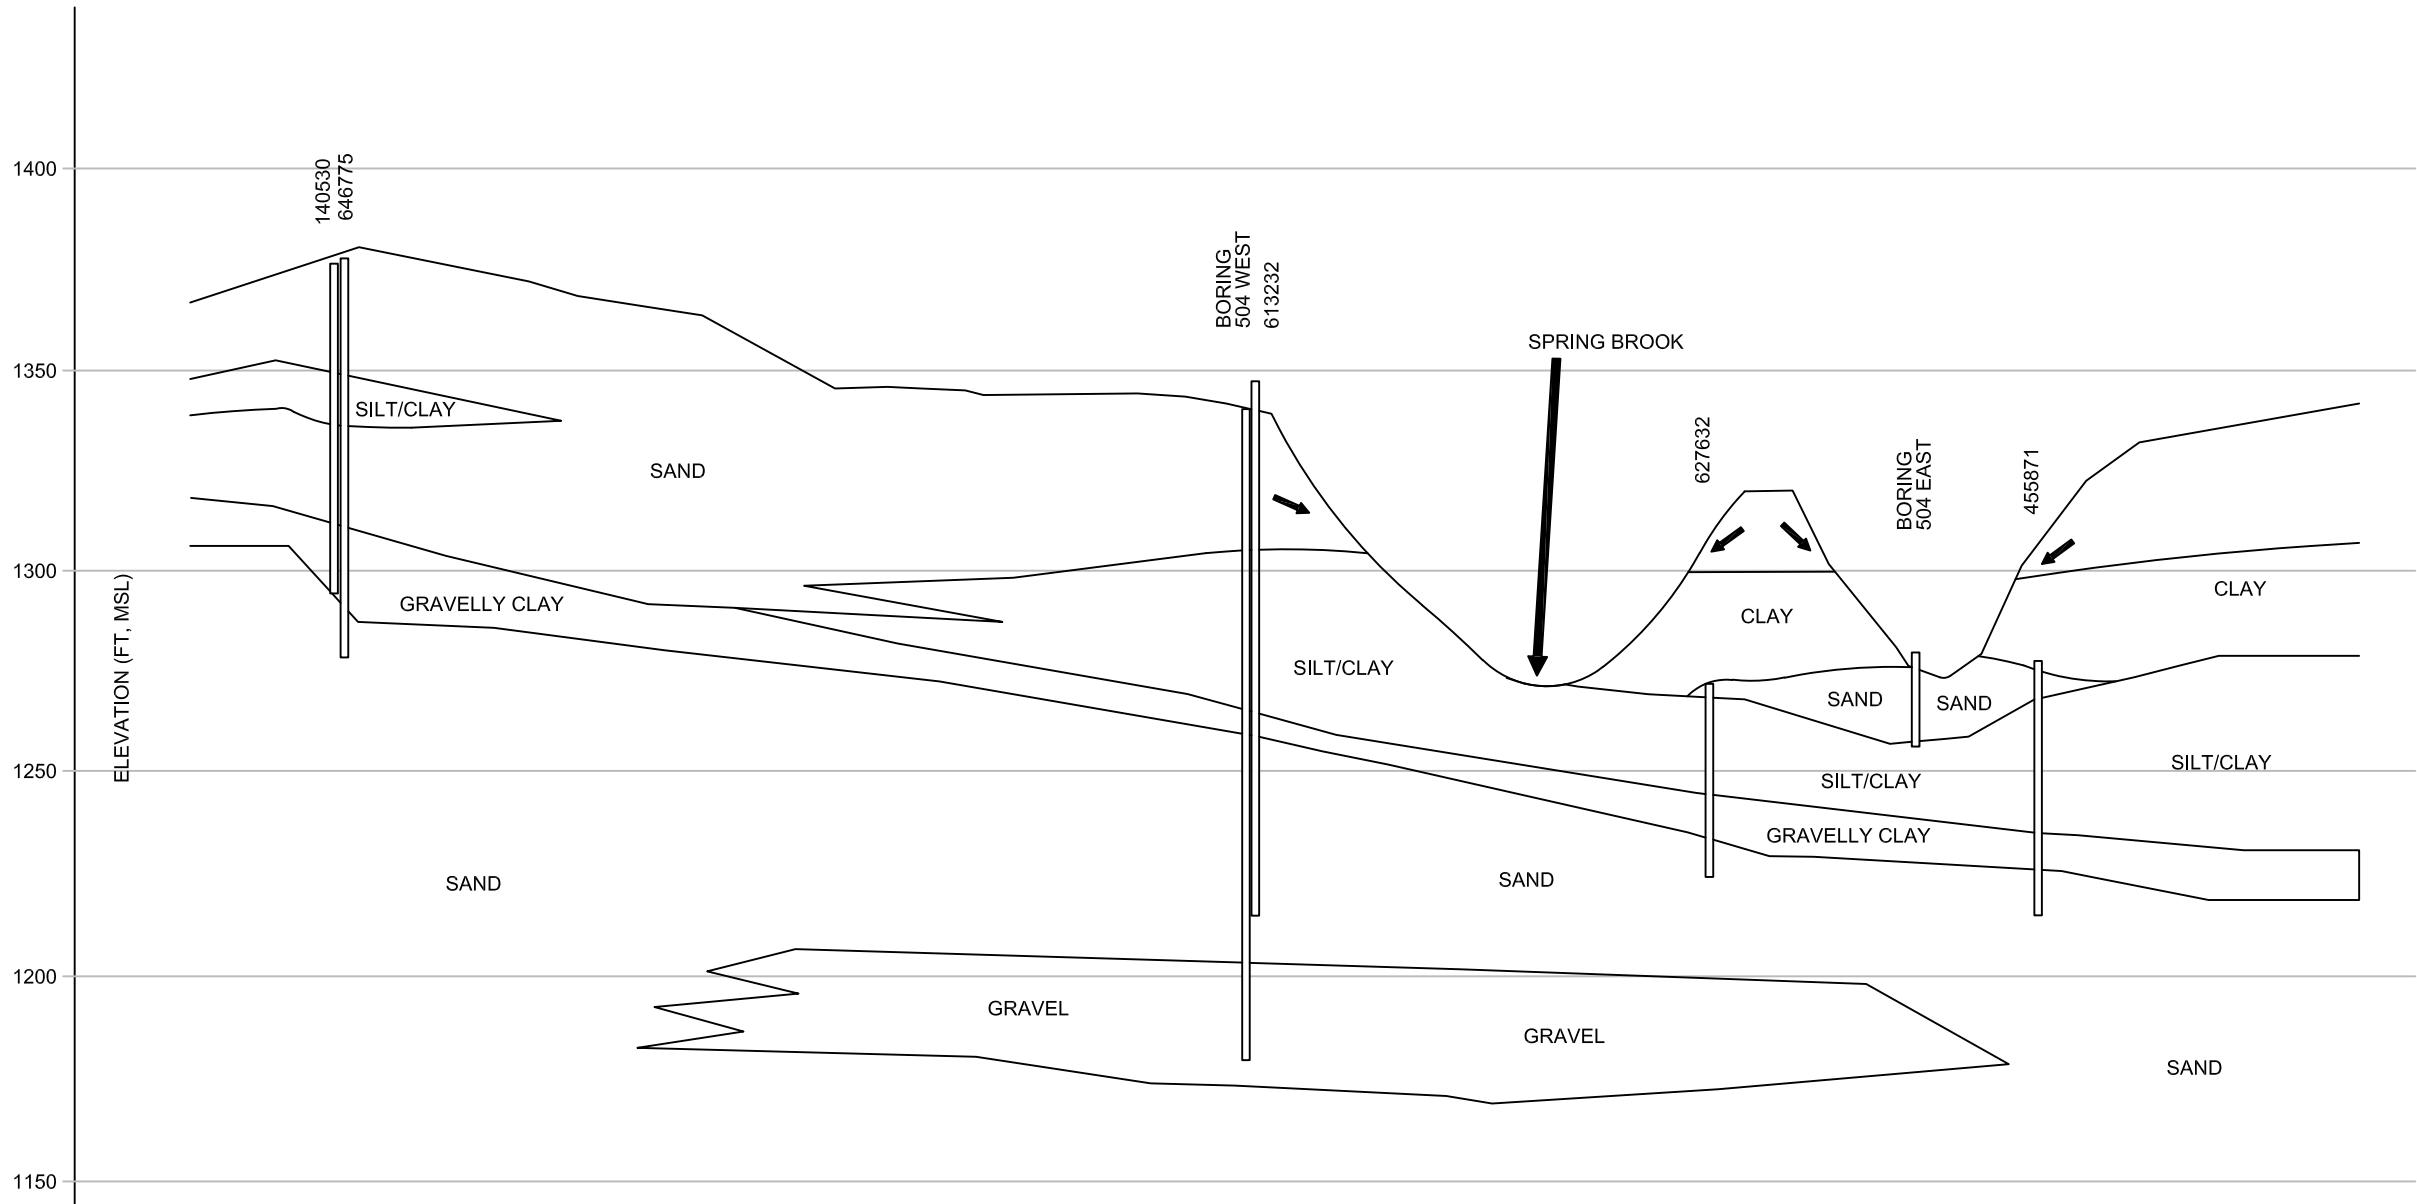 1400
140530
646775
BORING
504 WEST
613232
SPRING BROOK
1350
SILT/CLAY
SAND
627632
BORING
504 EAST
455871
1300
ELEVATION (FT, MSL)
GRAVELLY CLAY
CLAY
CLAY
SILT/CLAY
SAND
SAND
1250
SILT/CLAY
SILT/CLAY
GRAVELLY CLAY
SAND
SAND
1200
GRAVEL
GRAVEL
SAND
1150